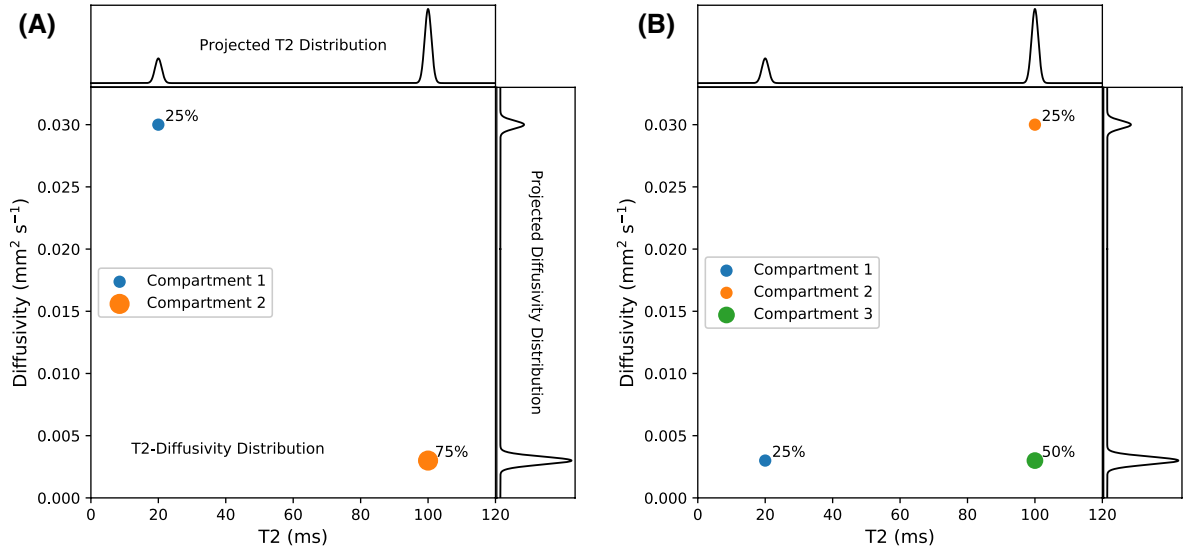 (A)
Projected T2 Distribution
0.030
0.025
0.020
0.015
0.010
0.005
0.000
Diffusivity (mm² s⁻¹)
25%
Compartment 1
Compartment 2
T2-Diffusivity Distribution
75%
Projected Diffusivity Distribution
0 20 40 60 80 100 120
T2 (ms)
(B)
0.030
0.025
0.020
0.015
0.010
0.005
0.000
Diffusivity (mm² s⁻¹)
25%
Compartment 1
Compartment 2
Compartment 3
25%
50%
0 20 40 60 80 100 120
T2 (ms)